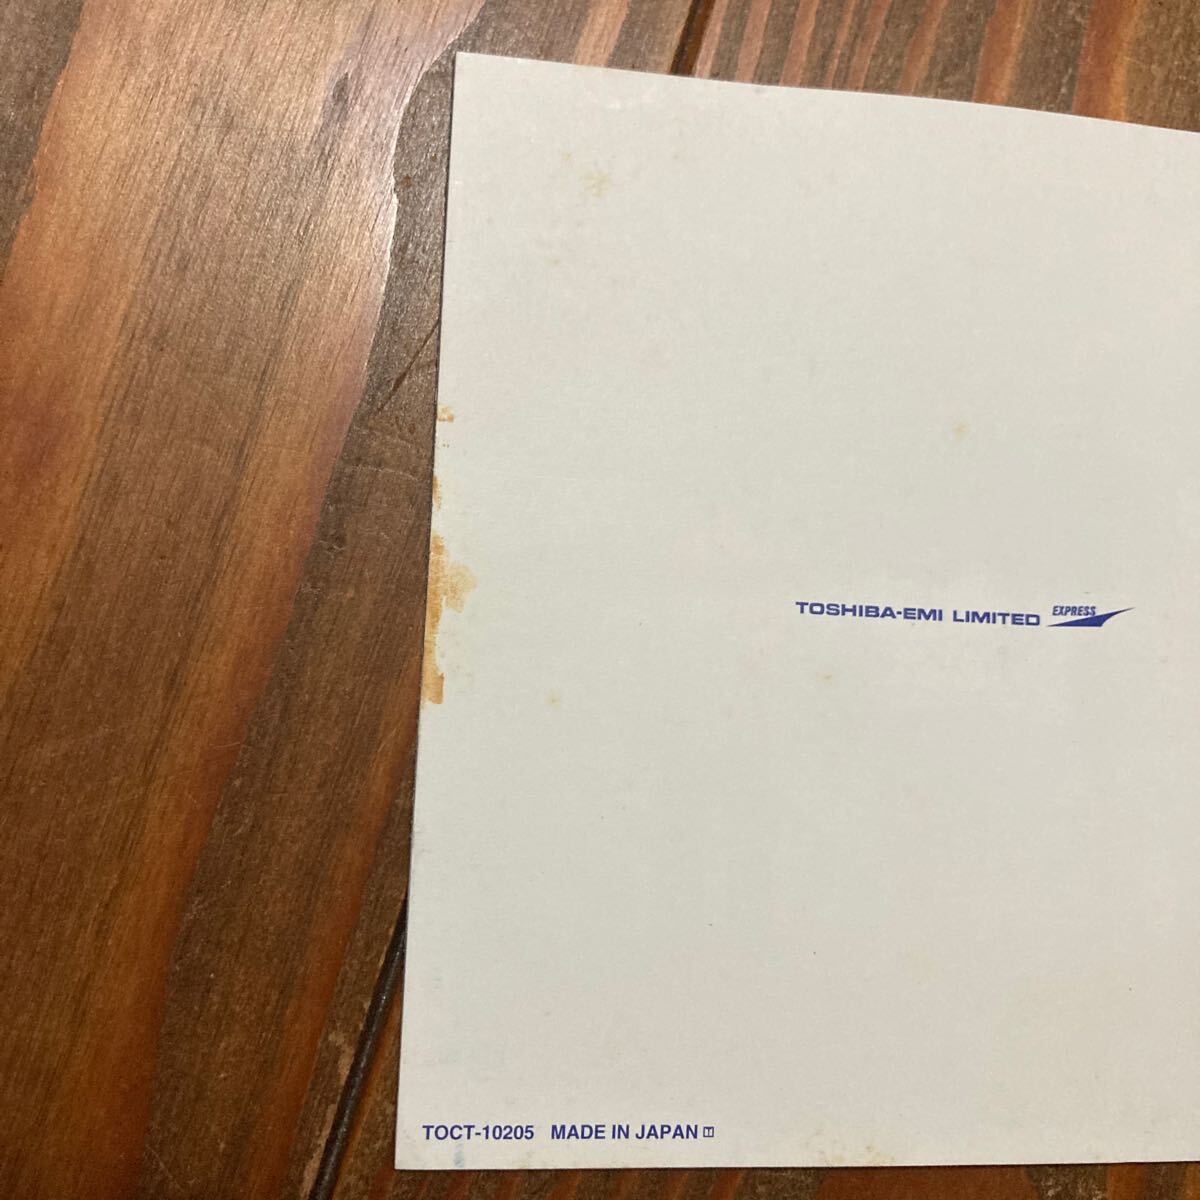 TOSHIBA-EMI LIMITED EXPRESS
TOCT-10205 MADE IN JAPAN